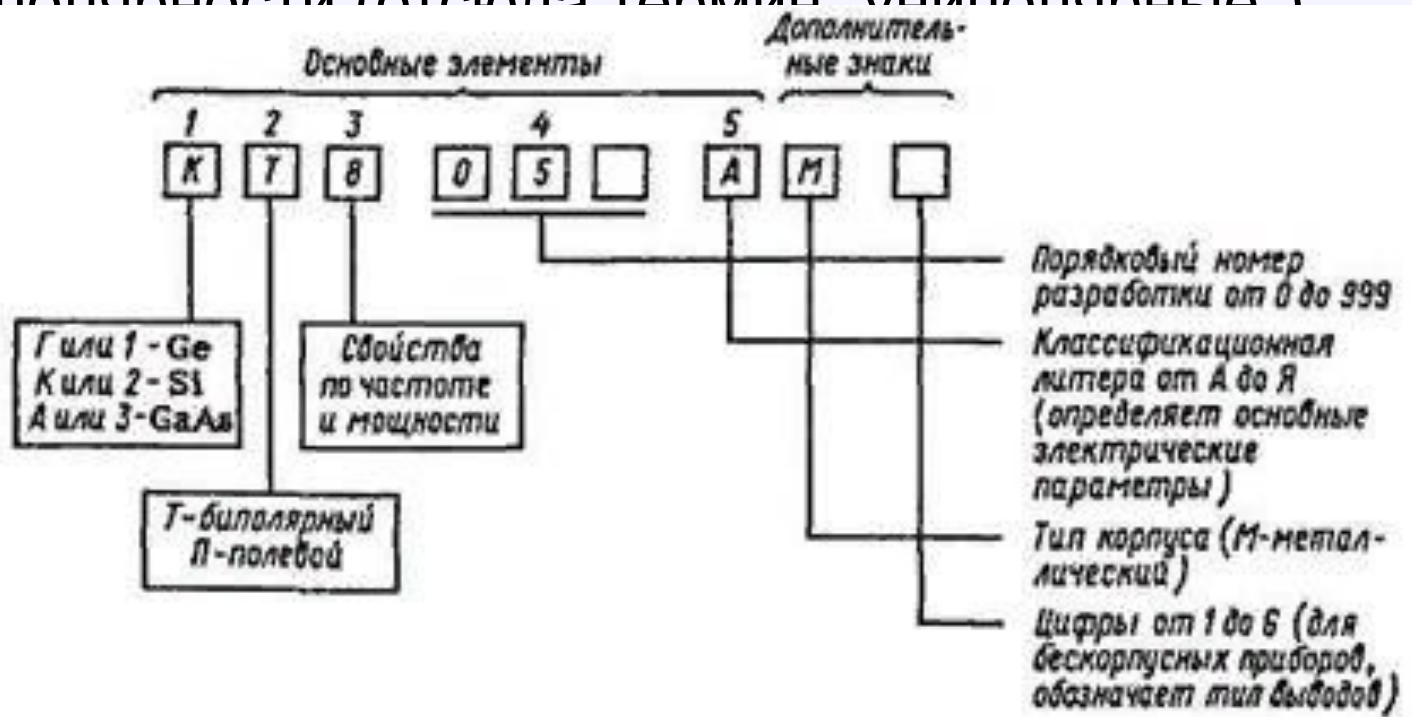 Дополнитель-
ные знаки
Основные элементы
1 2 3 4 5
К Т 8 0 5 А М
Порядковый номер
разработки от 0 до 999
Г или 1 - Ge
К или 2 - Si
А или 3-GaAs
Свойства
по частоте
и мощности
Классификационная
литера от А до Я
(определяет основные
электрические
параметры)
Т-биполярный
П-полевой
Тип корпуса (М-метал-
лический)
Цифры от 1 до 6 (для
бескорпусных приборов,
обозначает тип выводов)